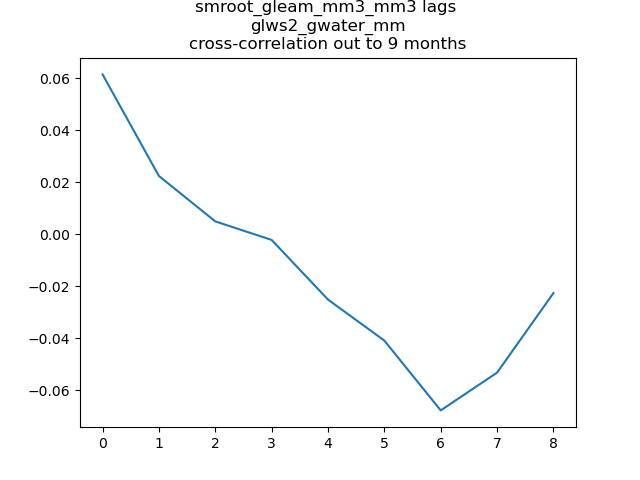 smroot_gleam_mm3_mm3 lags
glws2_gwater_mm
cross-correlation out to 9 months
0.06
0.04
0.02
0.00
−0.02
−0.04
−0.06
0 1 2 3 4 5 6 7 8